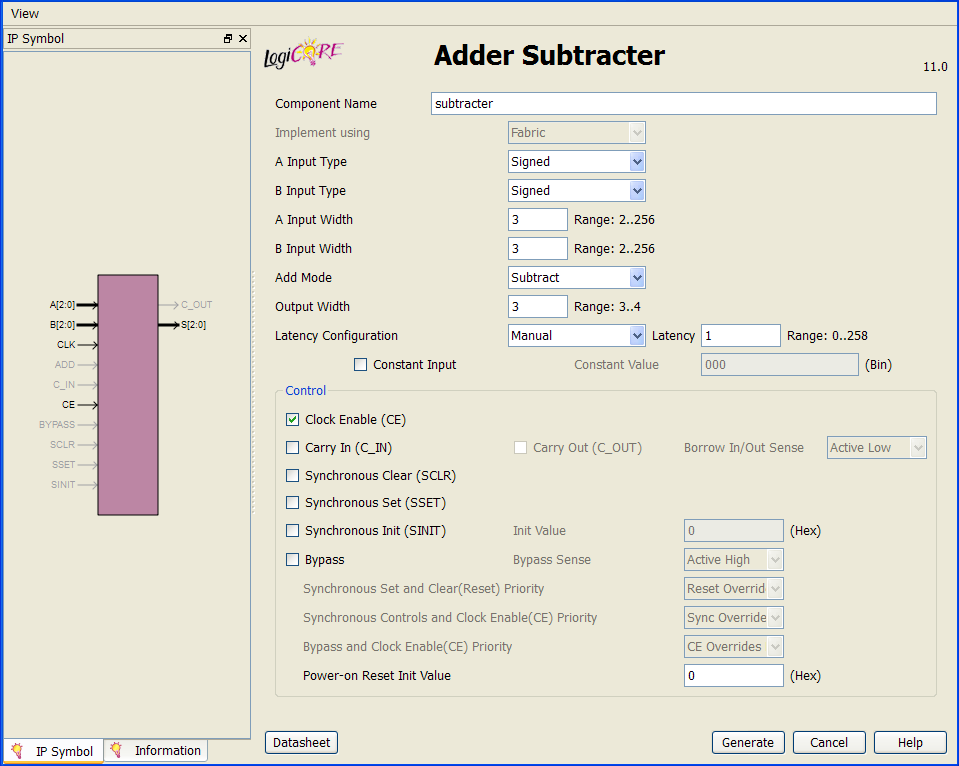 View
IP Symbol
LogiCORE
Adder Subtracter
11.0
Component Name subtracter
Implement using Fabric
A Input Type Signed
B Input Type Signed
A Input Width 3 Range: 2..256
B Input Width 3 Range: 2..256
Add Mode Subtract
Output Width 3 Range: 3..4
Latency Configuration Manual Latency 1 Range: 0..258
Constant Input Constant Value 000 (Bin)
Control
Clock Enable (CE)
Carry In (C_IN) Carry Out (C_OUT) Borrow In/Out Sense Active Low
Synchronous Clear (SCLR)
Synchronous Set (SSET)
Synchronous Init (SINIT) Init Value 0 (Hex)
Bypass Bypass Sense Active High
Synchronous Set and Clear(Reset) Priority Reset Overrid
Synchronous Controls and Clock Enable(CE) Priority Sync Override
Bypass and Clock Enable(CE) Priority CE Overrides
Power-on Reset Init Value 0 (Hex)
A[2:0] C_OUT
B[2:0] S[2:0]
CLK
ADD
C_IN
CE
BYPASS
SCLR
SSET
SINIT
IP Symbol Information
Datasheet Generate Cancel Help